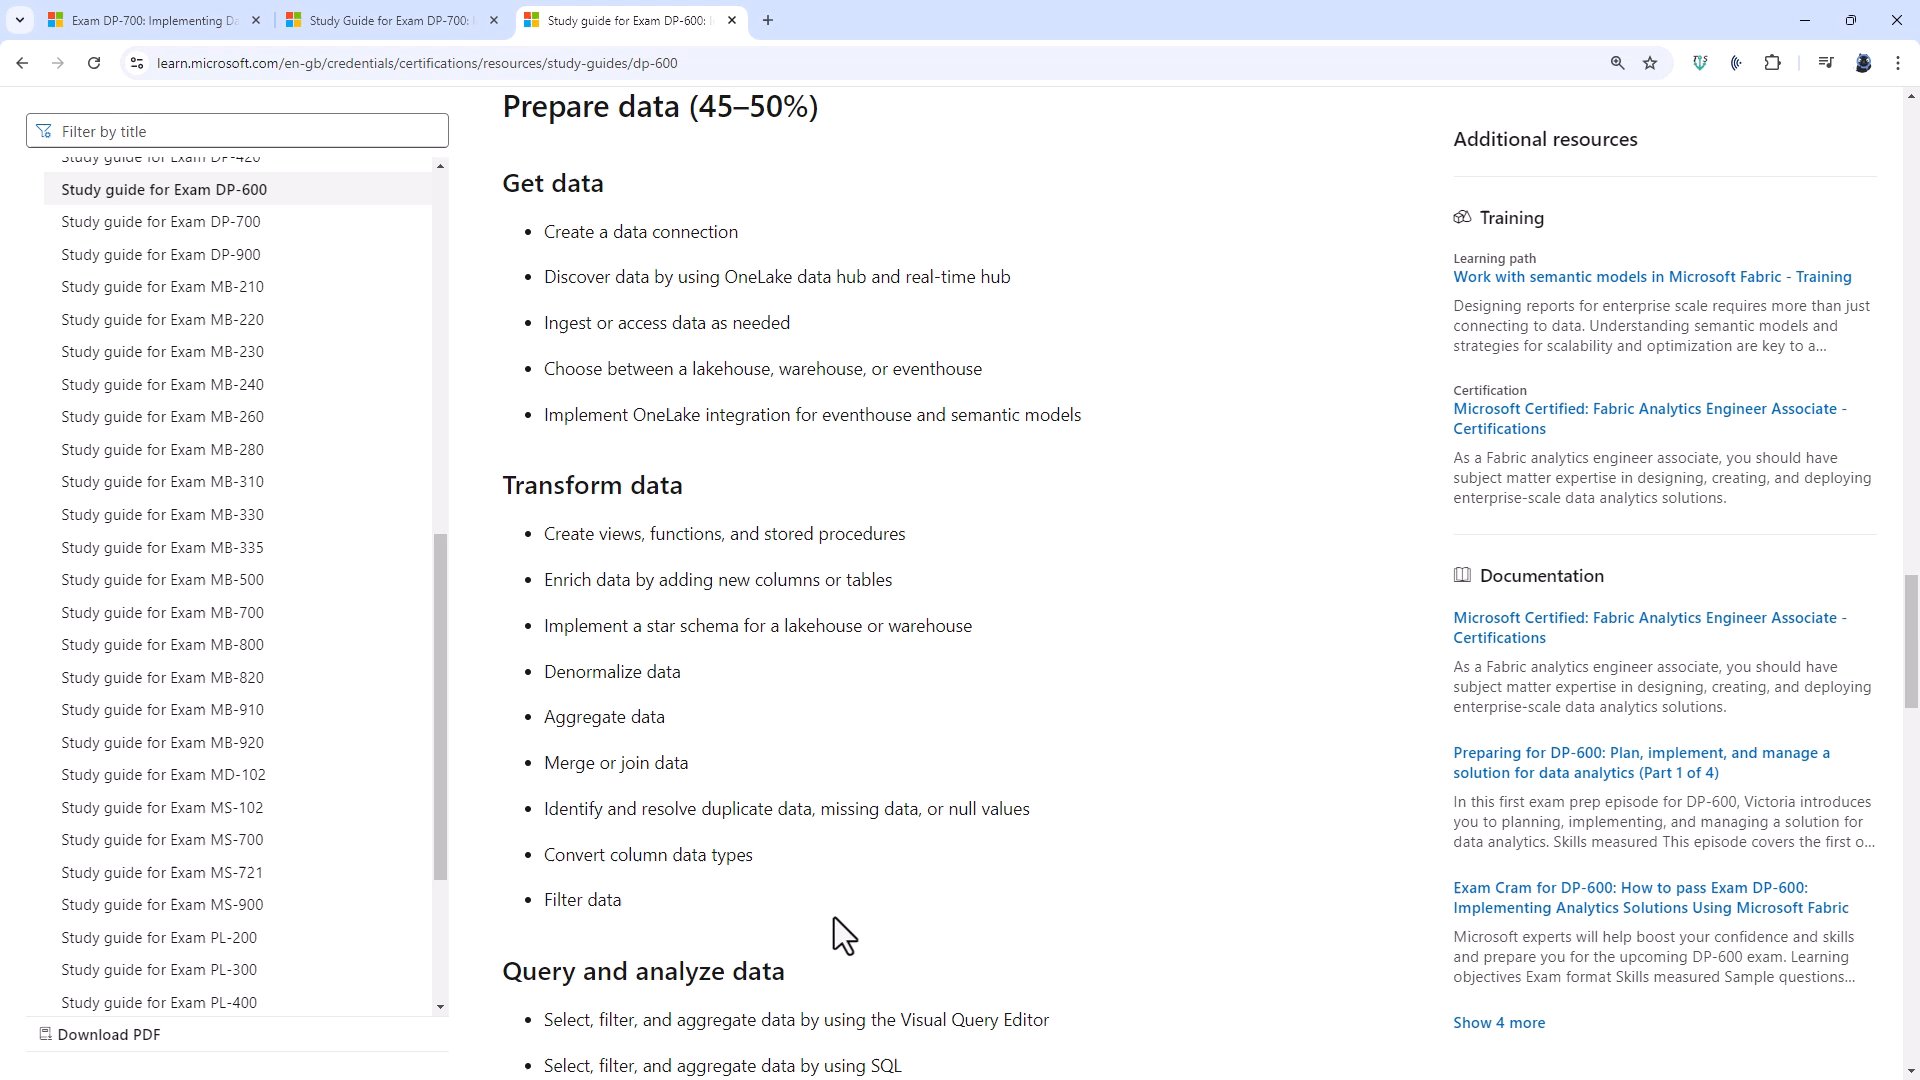 Exam DP-700: Implementing Da
Study Guide for Exam DP-700: I
Study guide for Exam DP-600: I
learn.microsoft.com/en-gb/credentials/certifications/resources/study-guides/dp-600
Filter by title
Study guide for Exam DP-420
Study guide for Exam DP-600
Study guide for Exam DP-700
Study guide for Exam DP-900
Study guide for Exam MB-210
Study guide for Exam MB-220
Study guide for Exam MB-230
Study guide for Exam MB-240
Study guide for Exam MB-260
Study guide for Exam MB-280
Study guide for Exam MB-310
Study guide for Exam MB-330
Study guide for Exam MB-335
Study guide for Exam MB-500
Study guide for Exam MB-700
Study guide for Exam MB-800
Study guide for Exam MB-820
Study guide for Exam MB-910
Study guide for Exam MB-920
Study guide for Exam MD-102
Study guide for Exam MS-102
Study guide for Exam MS-700
Study guide for Exam MS-721
Study guide for Exam MS-900
Study guide for Exam PL-200
Study guide for Exam PL-300
Study guide for Exam PL-400
Download PDF
Prepare data (45–50%)
Get data
• Create a data connection
• Discover data by using OneLake data hub and real-time hub
• Ingest or access data as needed
• Choose between a lakehouse, warehouse, or eventhouse
• Implement OneLake integration for eventhouse and semantic models
Transform data
• Create views, functions, and stored procedures
• Enrich data by adding new columns or tables
• Implement a star schema for a lakehouse or warehouse
• Denormalize data
• Aggregate data
• Merge or join data
• Identify and resolve duplicate data, missing data, or null values
• Convert column data types
• Filter data
Query and analyze data
• Select, filter, and aggregate data by using the Visual Query Editor
• Select, filter, and aggregate data by using SQL
Additional resources
Training
Learning path
Work with semantic models in Microsoft Fabric - Training
Designing reports for enterprise scale requires more than just
connecting to data. Understanding semantic models and
strategies for scalability and optimization are key to a...
Certification
Microsoft Certified: Fabric Analytics Engineer Associate -
Certifications
As a Fabric analytics engineer associate, you should have
subject matter expertise in designing, creating, and deploying
enterprise-scale data analytics solutions.
Documentation
Microsoft Certified: Fabric Analytics Engineer Associate -
Certifications
As a Fabric analytics engineer associate, you should have
subject matter expertise in designing, creating, and deploying
enterprise-scale data analytics solutions.
Preparing for DP-600: Plan, implement, and manage a
solution for data analytics (Part 1 of 4)
In this first exam prep episode for DP-600, Victoria introduces
you to planning, implementing, and managing a solution for
data analytics. Skills measured This episode covers the first o...
Exam Cram for DP-600: How to pass Exam DP-600:
Implementing Analytics Solutions Using Microsoft Fabric
Microsoft experts will help boost your confidence and skills
and prepare you for the upcoming DP-600 exam. Learning
objectives Exam format Skills measured Sample questions...
Show 4 more